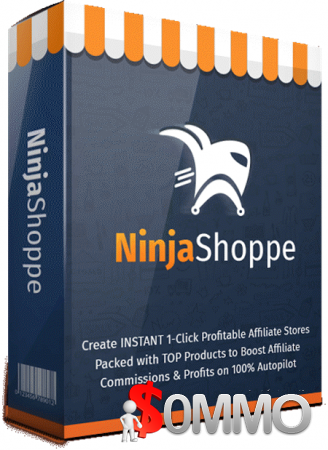 NinjaShoppe
NinjaShoppe
Create INSTANT 1-Click Profitable Affiliate Stores
Packed with TOP Products to Boost Affiliate
Commissions & Profits on 100% Autopilot
$OMMO